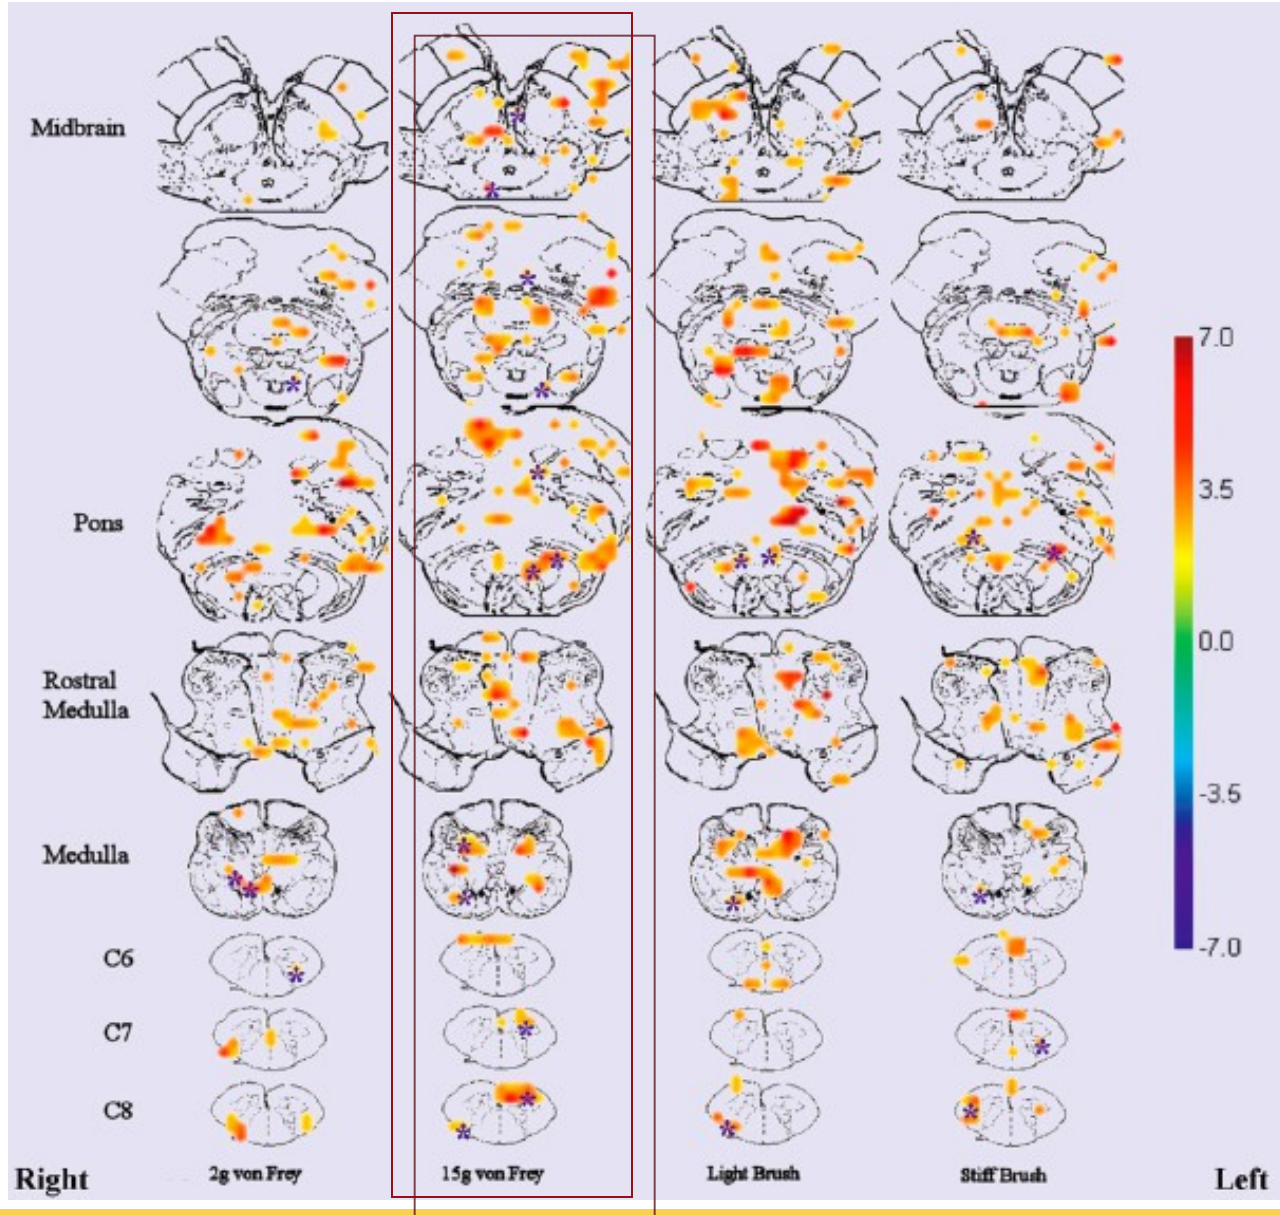 Midbrain
7.0
3.5
Pons
0.0
Rostral
Medulla
-3.5
Medulla
-7.0
C6
C7
C8
Right 2g von Frey 15g von Frey Light Brush Stiff Brush Left